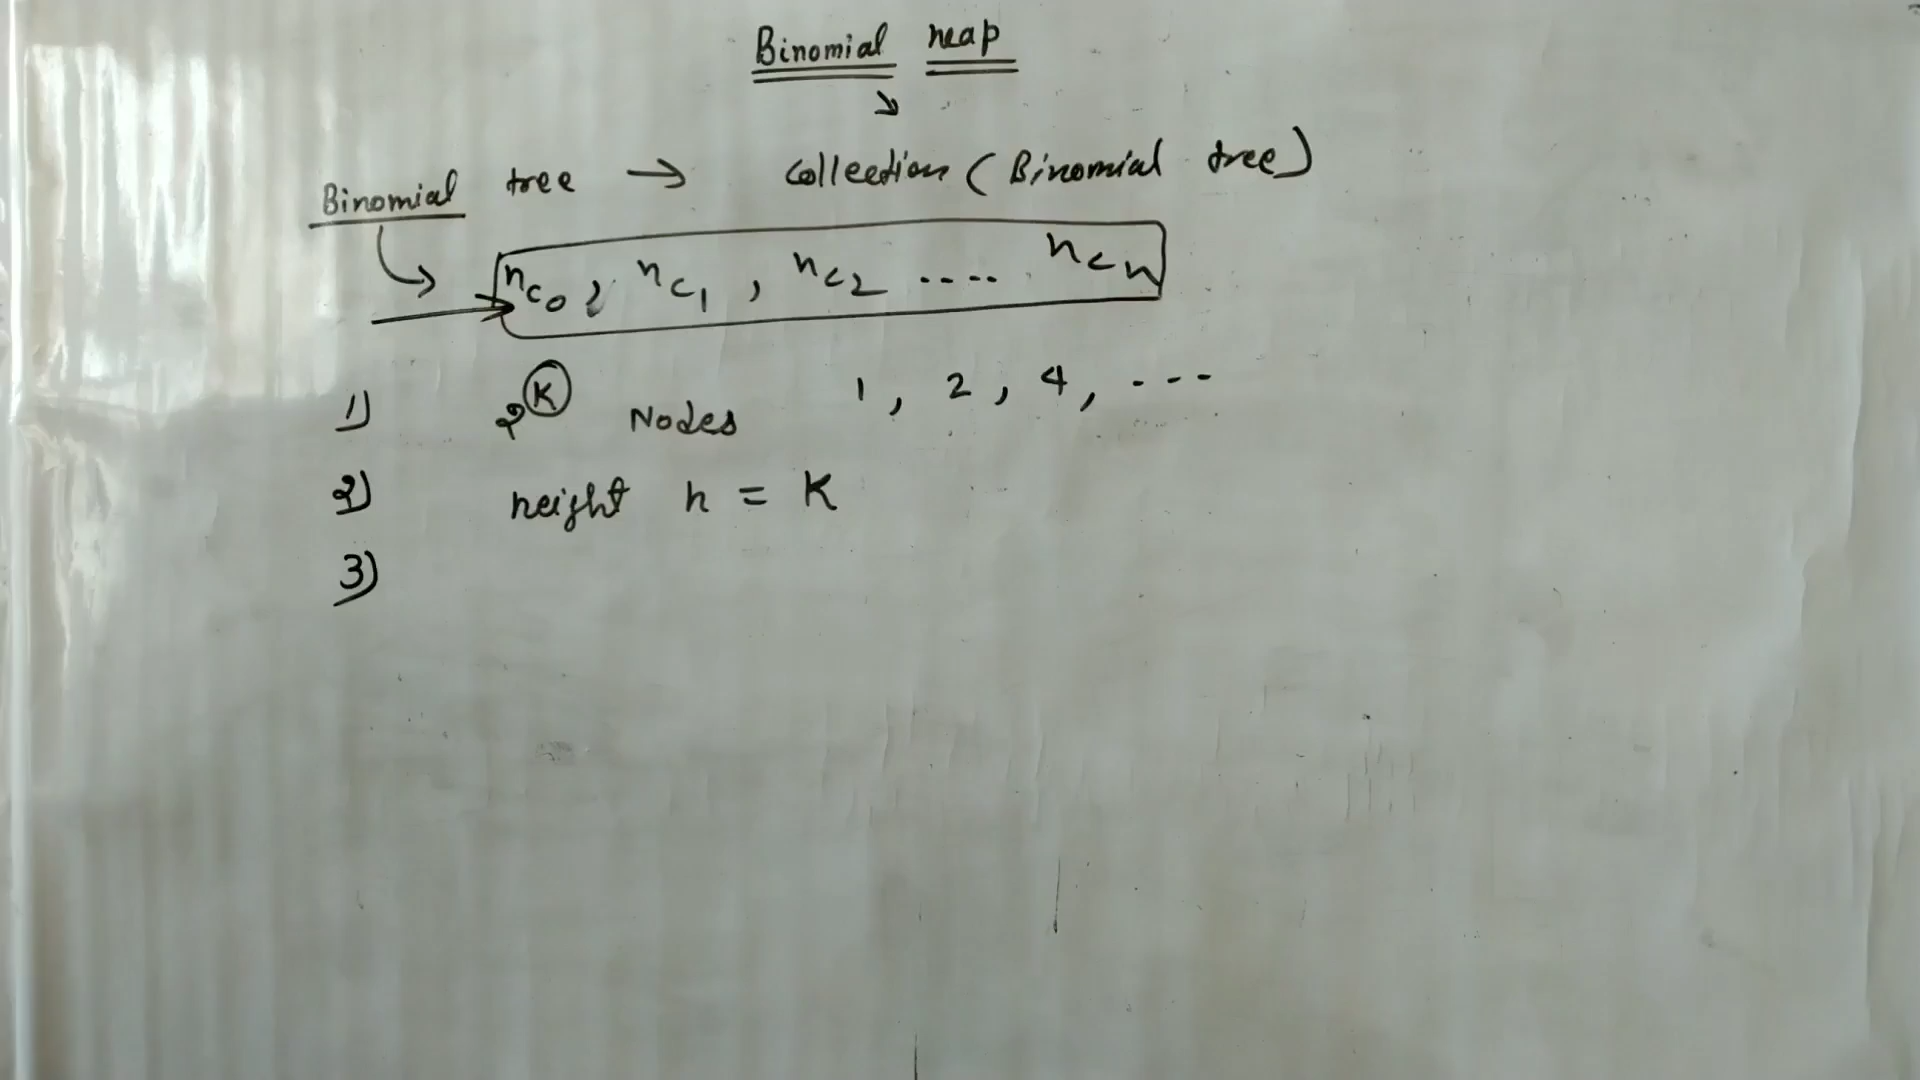 Binomial heap
↘
Binomial tree → collection (Binomial tree)
nc0, nc1, nc2 .... ncn
1) 2^K Nodes 1, 2, 4, ---
2) height h = K
3)